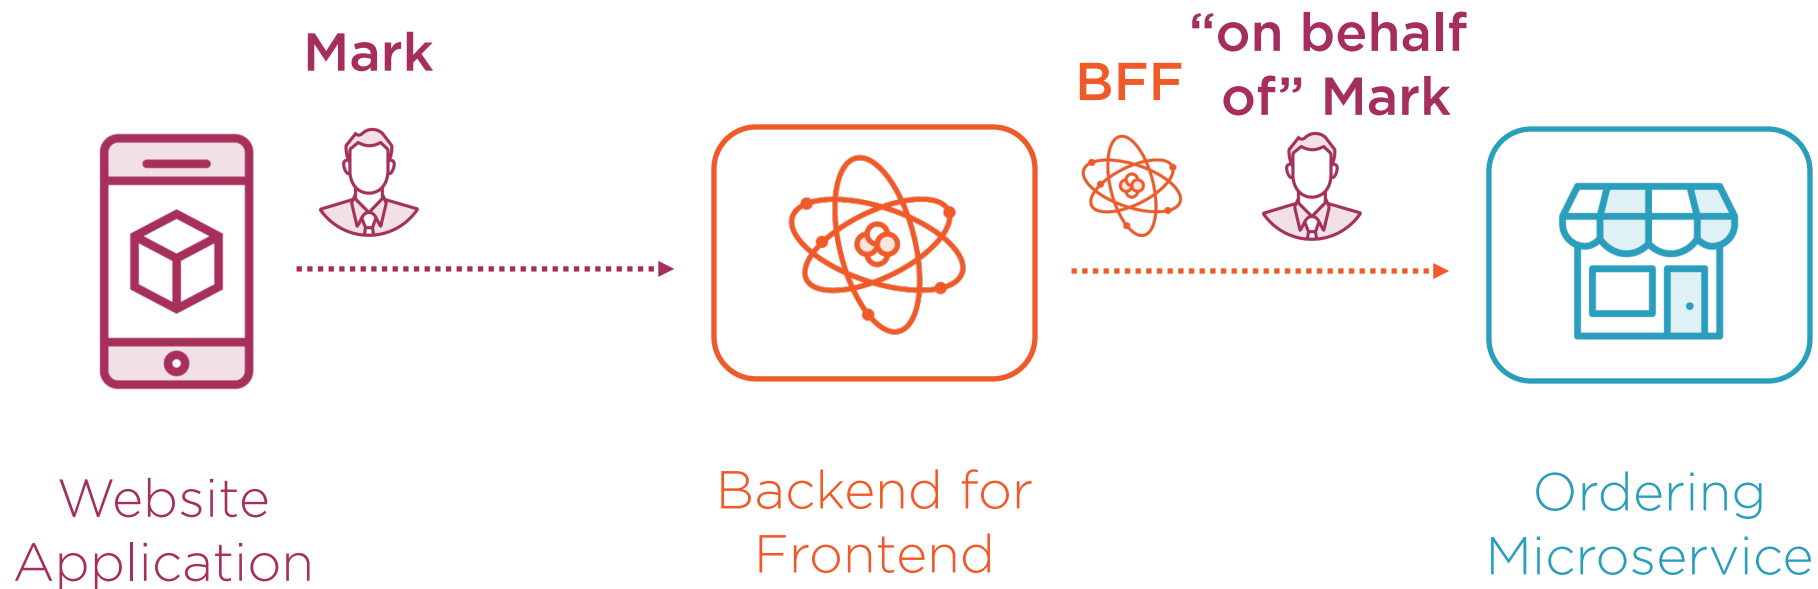 Mark
BFF
“on behalf
of” Mark
Website
Application
Backend for
Frontend
Ordering
Microservice